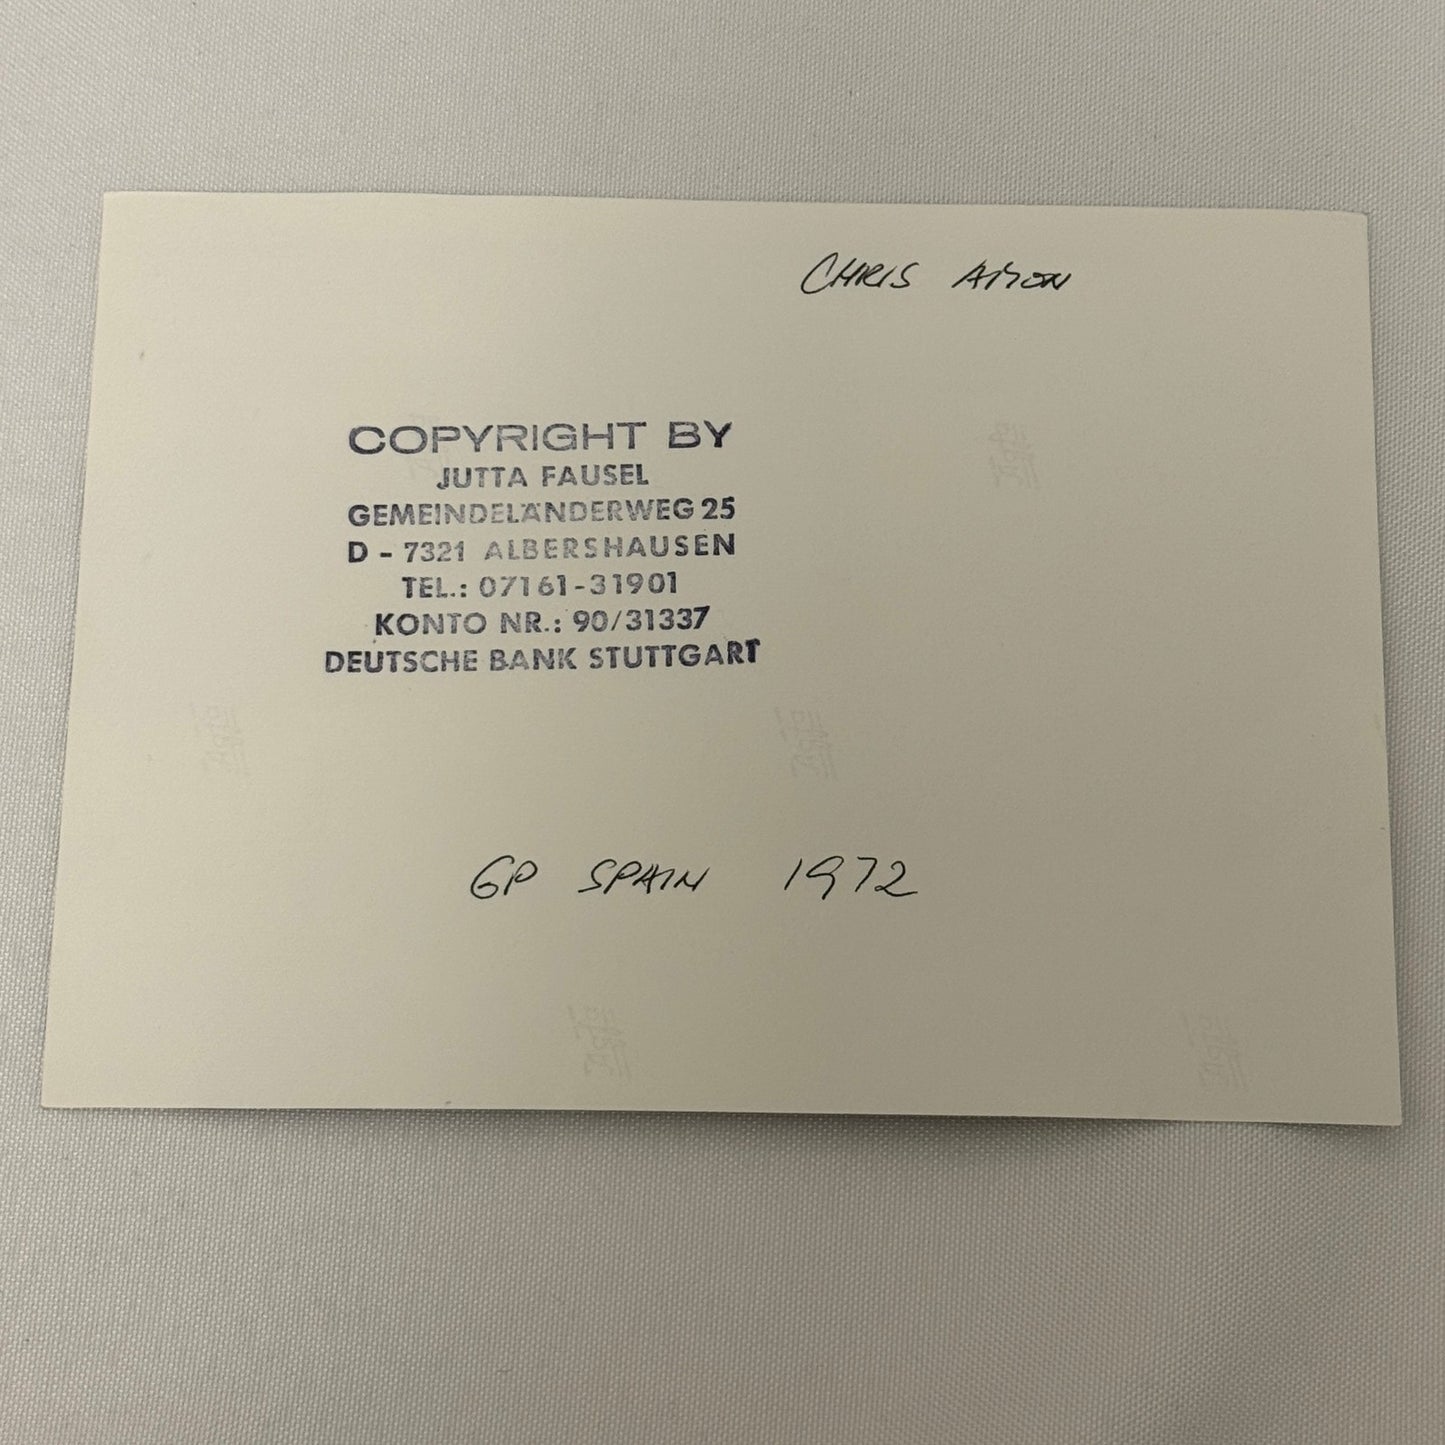 CHRIS AMON
COPYRIGHT BY
JUTTA FAUSEL
GEMEINDELÄNDERWEG 25
D - 7321 ALBERSHAUSEN
TEL.: 07161-31901
KONTO NR.: 90/31337
DEUTSCHE BANK STUTTGART
GP SPAIN 1972